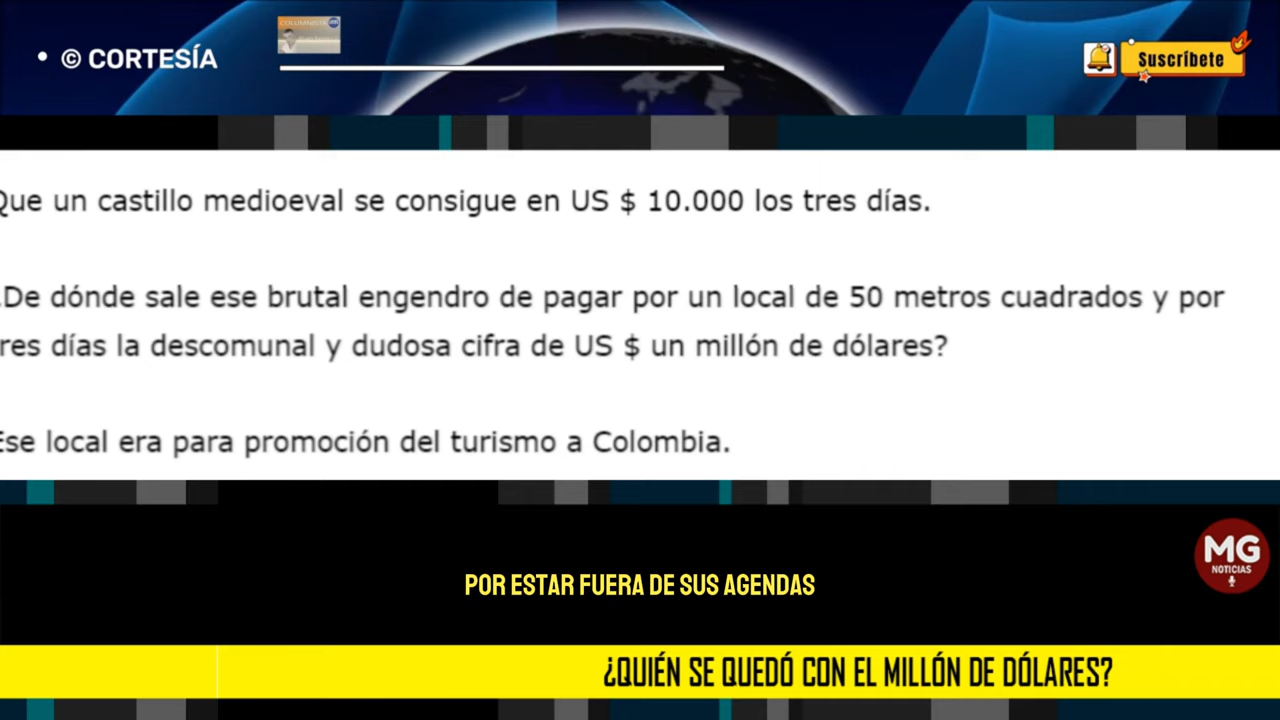 • © CORTESÍA
COLUMNISTA
Suscríbete
Que un castillo medioeval se consigue en US $ 10.000 los tres días.
¿De dónde sale ese brutal engendro de pagar por un local de 50 metros cuadrados y por
tres días la descomunal y dudosa cifra de US $ un millón de dólares?
Ese local era para promoción del turismo a Colombia.
MG
NOTICIAS
POR ESTAR FUERA DE SUS AGENDAS
¿QUIÉN SE QUEDÓ CON EL MILLÓN DE DÓLARES?